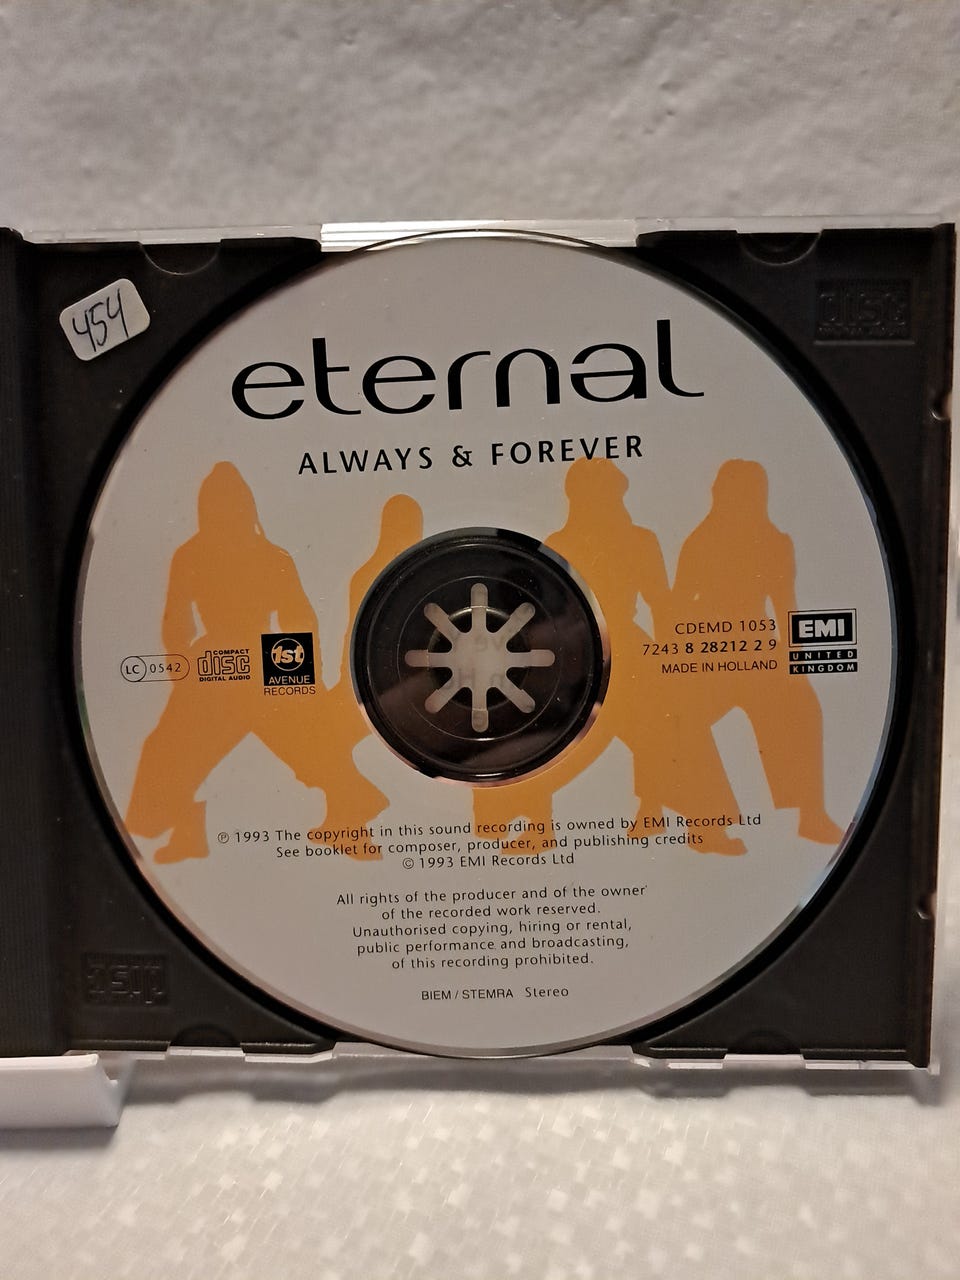 454
eternal
ALWAYS & FOREVER
LC 0542
COMPACT
disc
DIGITAL AUDIO
1st
AVENUE
RECORDS
CDEMD 1053
7243 8 28212 2 9
MADE IN HOLLAND
EMI
UNITED
KINGDOM
℗ 1993 The copyright in this sound recording is owned by EMI Records Ltd
See booklet for composer, producer, and publishing credits
© 1993 EMI Records Ltd
All rights of the producer and of the owner
of the recorded work reserved.
Unauthorised copying, hiring or rental,
public performance and broadcasting,
of this recording prohibited.
BIEM / STEMRA Stereo
disc